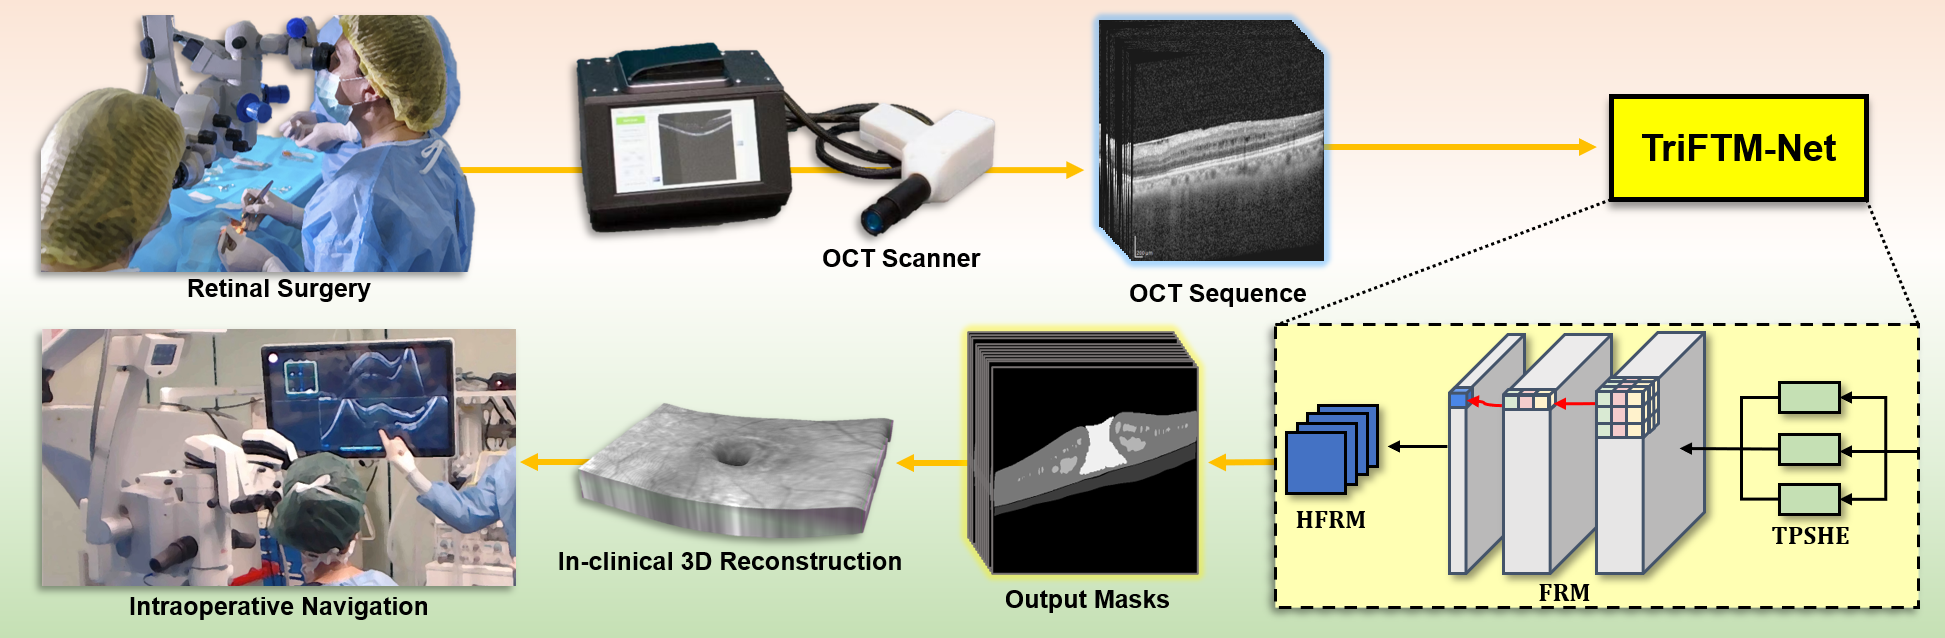 TriFTM-Net
OCT Scanner
Retinal Surgery
OCT Sequence
HFRM
TPSHE
FRM
In-clinical 3D Reconstruction
Output Masks
Intraoperative Navigation